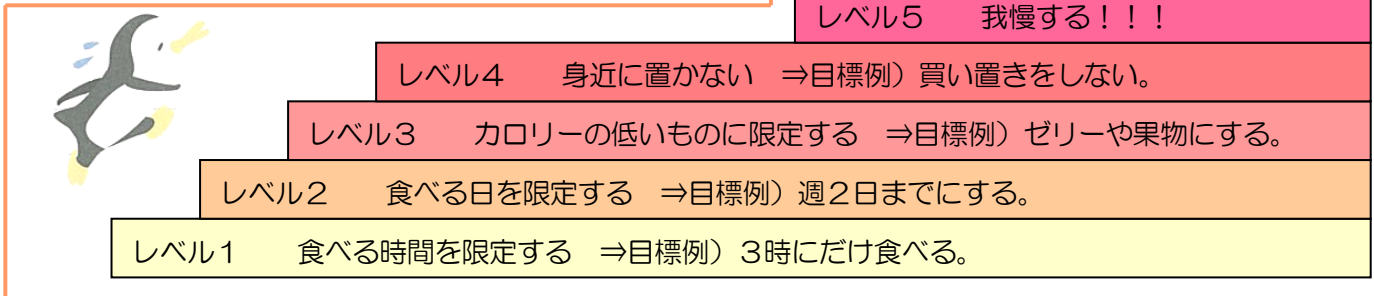 レベル５　　我慢する！！！
レベル４　　身近に置かない　⇒目標例）買い置きをしない。
レベル３　　カロリーの低いものに限定する　⇒目標例）ゼリーや果物にする。
レベル２　　食べる日を限定する　⇒目標例）週２日までにする。
レベル１　　食べる時間を限定する　⇒目標例）３時にだけ食べる。